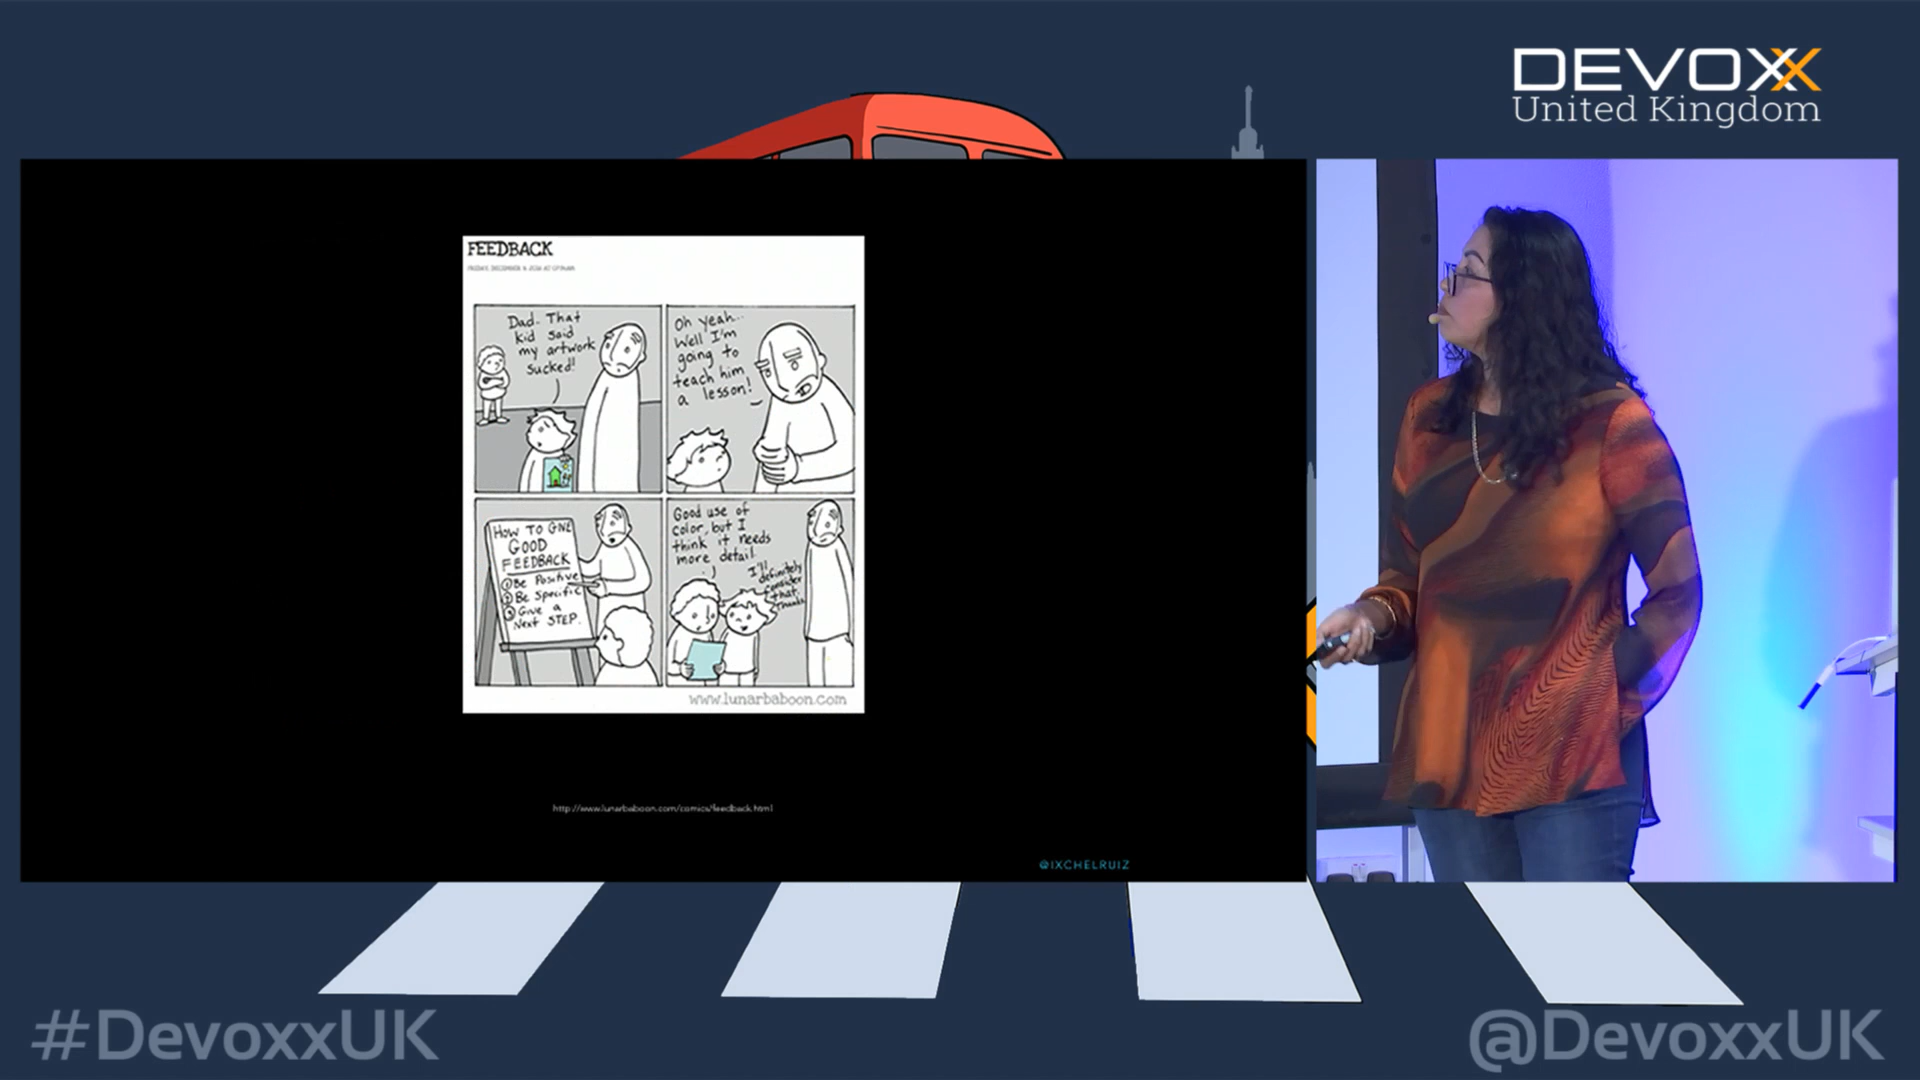 DEVOXX
United Kingdom
FEEDBACK
Dad. That
kid said
my artwork
sucked!
Oh yeah..
Well I'm
going to
teach him
a lesson!
HOW TO GIVE
GOOD
FEEDBACK
① Be Positive
② Be Specific
③ Give a
Next STEP.
Good use of
color, but I
think it needs
more detail.
I'll
definitely
consider
that.
Thanks
www.lunarbaboon.com
http://www.lunarbaboon.com/comics/feedback.html
@IXCHELRUIZ
#DevoxxUK
@DevoxxUK